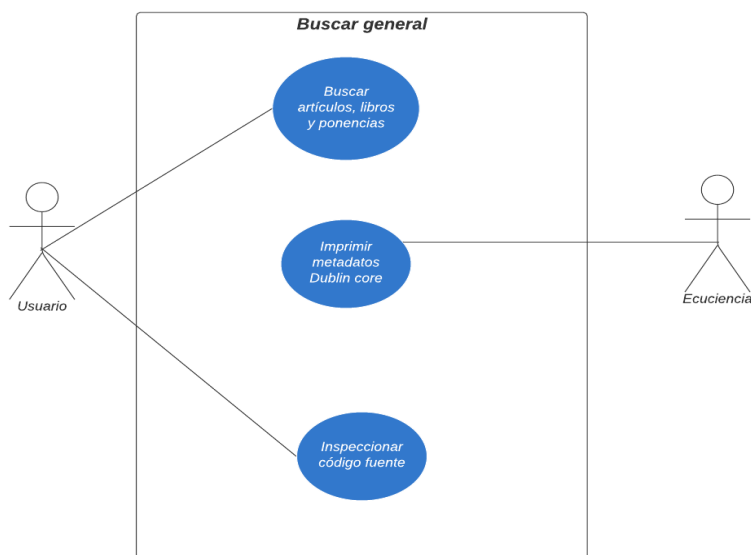 Buscar general
Buscar
artículos, libros
y ponencias
Imprimir
metadatos
Dublin core
Usuario
Ecuciencia
Inspeccionar
código fuente